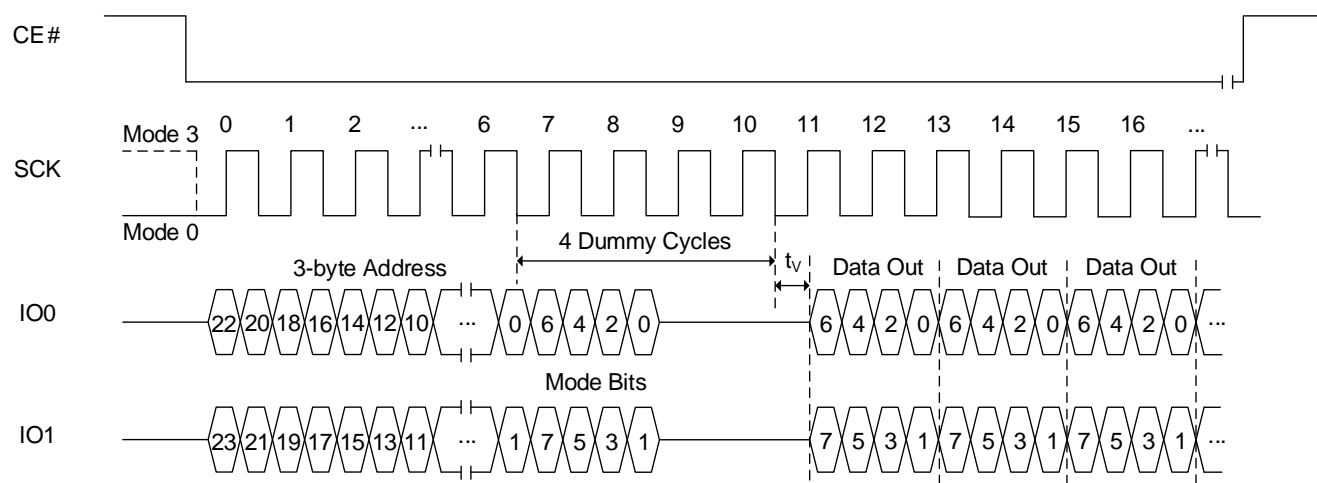 CE#
0 1 2 ... 6 7 8 9 10 11 12 13 14 15 16 ...
Mode 3
SCK
Mode 0
4 Dummy Cycles
tV
3-byte Address
Data Out Data Out Data Out
IO0
22 20 18 16 14 12 10 ... 0 6 4 2 0 6 4 2 0 6 4 2 0 6 4 2 0 ...
Mode Bits
IO1
23 21 19 17 15 13 11 ... 1 7 5 3 1 7 5 3 1 7 5 3 1 7 5 3 1 ...